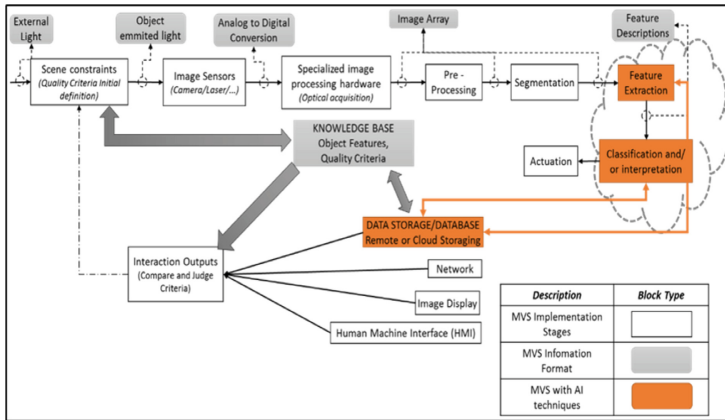 External
Light
Object
emmited light
Analog to Digital
Conversion
Image Array
Feature
Descriptions
Scene constraints
(Quality Criteria Initial
definition)
Image Sensors
(Camera/Laser/...)
Specialized image
processing hardware
(Optical acquisition)
Pre -
Processing
Segmentation
Feature
Extraction
KNOWLEDGE BASE
Object Features,
Quality Criteria
Actuation
Classification and/
or interpretation
DATA STORAGE/DATABASE
Remote or Cloud Storaging
Interaction Outputs
(Compare and Judge
Criteria)
Network
Image Display
Human Machine Interface (HMI)
Description Block Type
MVS Implementation
Stages
MVS Infomation
Format
MVS with AI
techniques